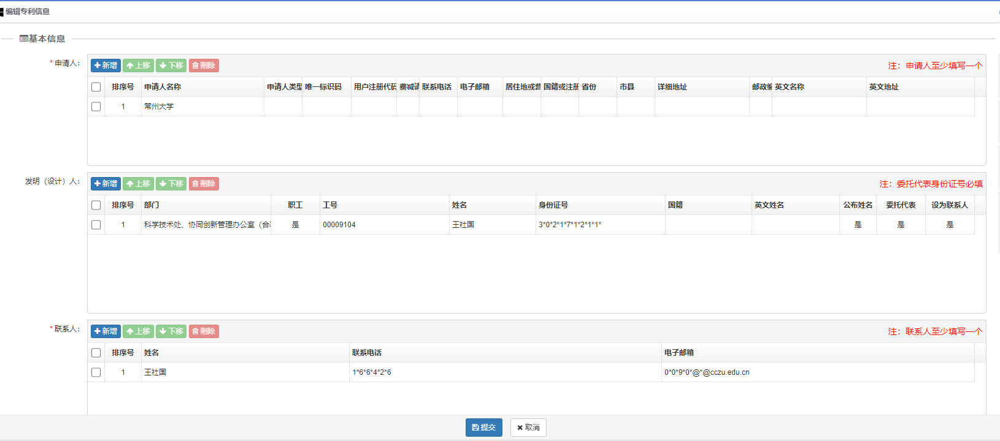 编辑专利信息
基本信息
* 申请人： 新增 上移 下移 删除 注：申请人至少填写一个
排序号 申请人名称 申请人类型 唯一标识码 用户注册代码 费减请 联系电话 电子邮箱 居住地或营 国籍或注册 省份 市县 详细地址 邮政编 英文名称 英文地址
1 常州大学
发明（设计）人： 新增 上移 下移 删除 注：委托代表身份证号必填
排序号 部门 职工 工号 姓名 身份证号 国籍 英文姓名 公布姓名 委托代表 设为联系人
1 科学技术处、协同创新管理办公室（合 是 00009104 王社国 3*0*2*1*7*1*2*1*1* 是 是 是
* 联系人： 新增 上移 下移 删除 注：联系人至少填写一个
排序号 姓名 联系电话 电子邮箱
1 王社国 1*6*6*4*2*6 0*0*9*0*@*@cczu.edu.cn
提交 取消